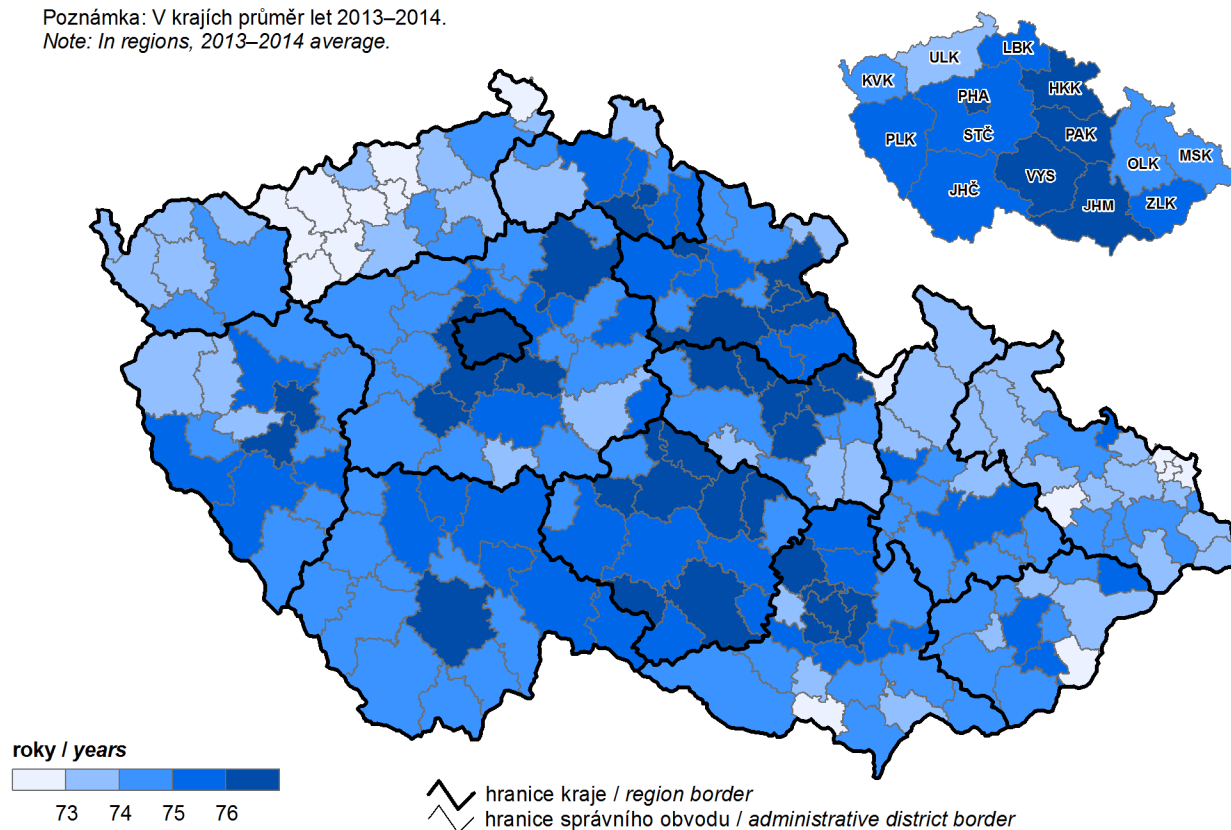 Poznámka: V krajích průměr let 2013–2014.
Note: In regions, 2013–2014 average.
LBK
ULK
KVK
HKK
PHA
PLK
STČ
PAK
MSK
OLK
VYS
JHČ
ZLK
JHM
roky / years
73 74 75 76
hranice kraje / region border
hranice správního obvodu / administrative district border